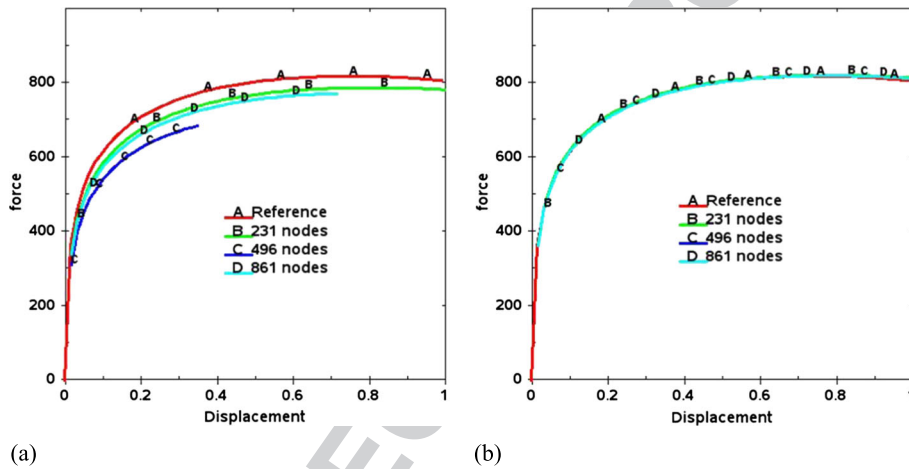 800
600
400
200
0
force
A Reference
B 231 nodes
C 496 nodes
D 861 nodes
0 0.2 0.4 0.6 0.8 1
Displacement
(a)
800
600
400
200
0
force
A Reference
B 231 nodes
C 496 nodes
D 861 nodes
0 0.2 0.4 0.6 0.8 1
Displacement
(b)